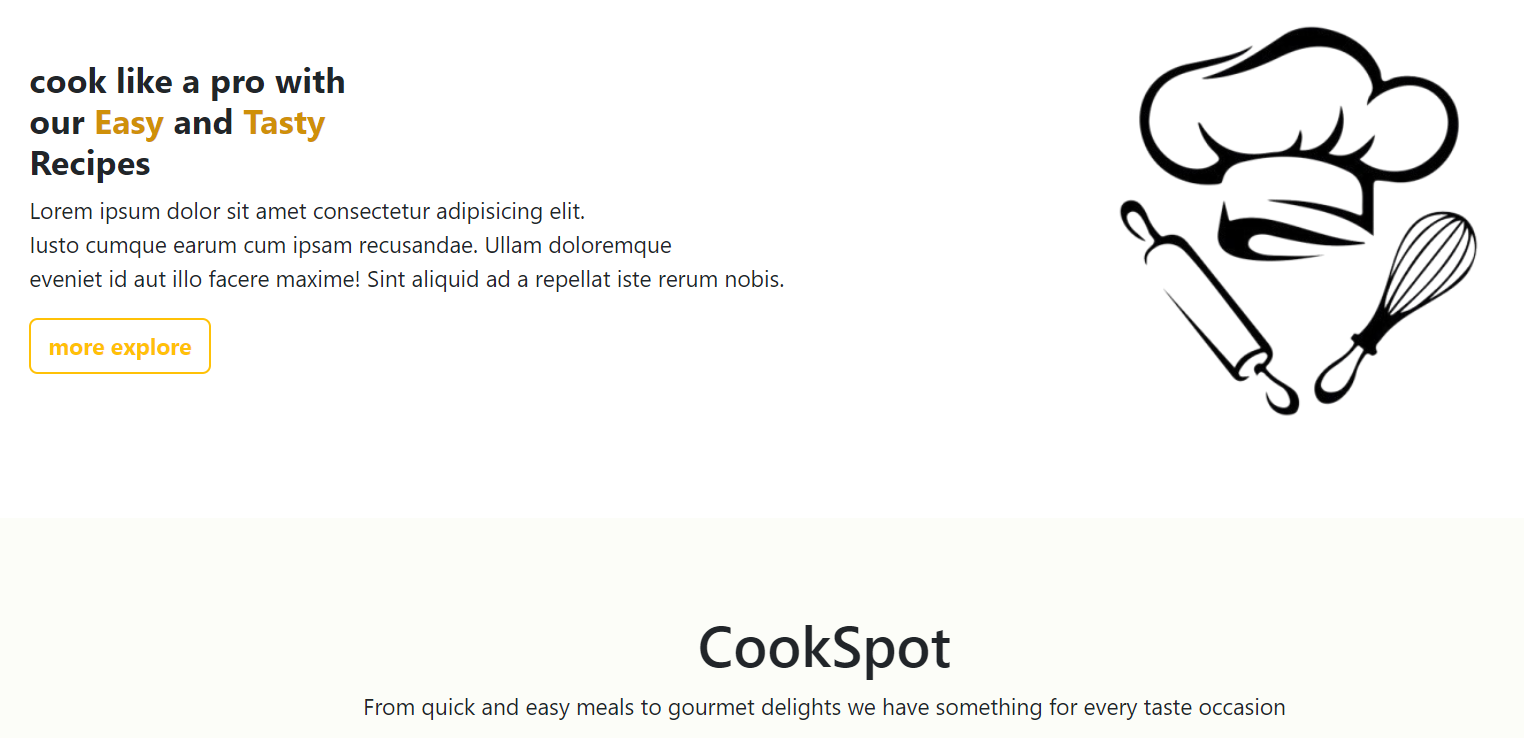 cook like a pro with
our Easy and Tasty
Recipes
Lorem ipsum dolor sit amet consectetur adipisicing elit.
Iusto cumque earum cum ipsam recusandae. Ullam doloremque
eveniet id aut illo facere maxime! Sint aliquid ad a repellat iste rerum nobis.
more explore
CookSpot
From quick and easy meals to gourmet delights we have something for every taste occasion